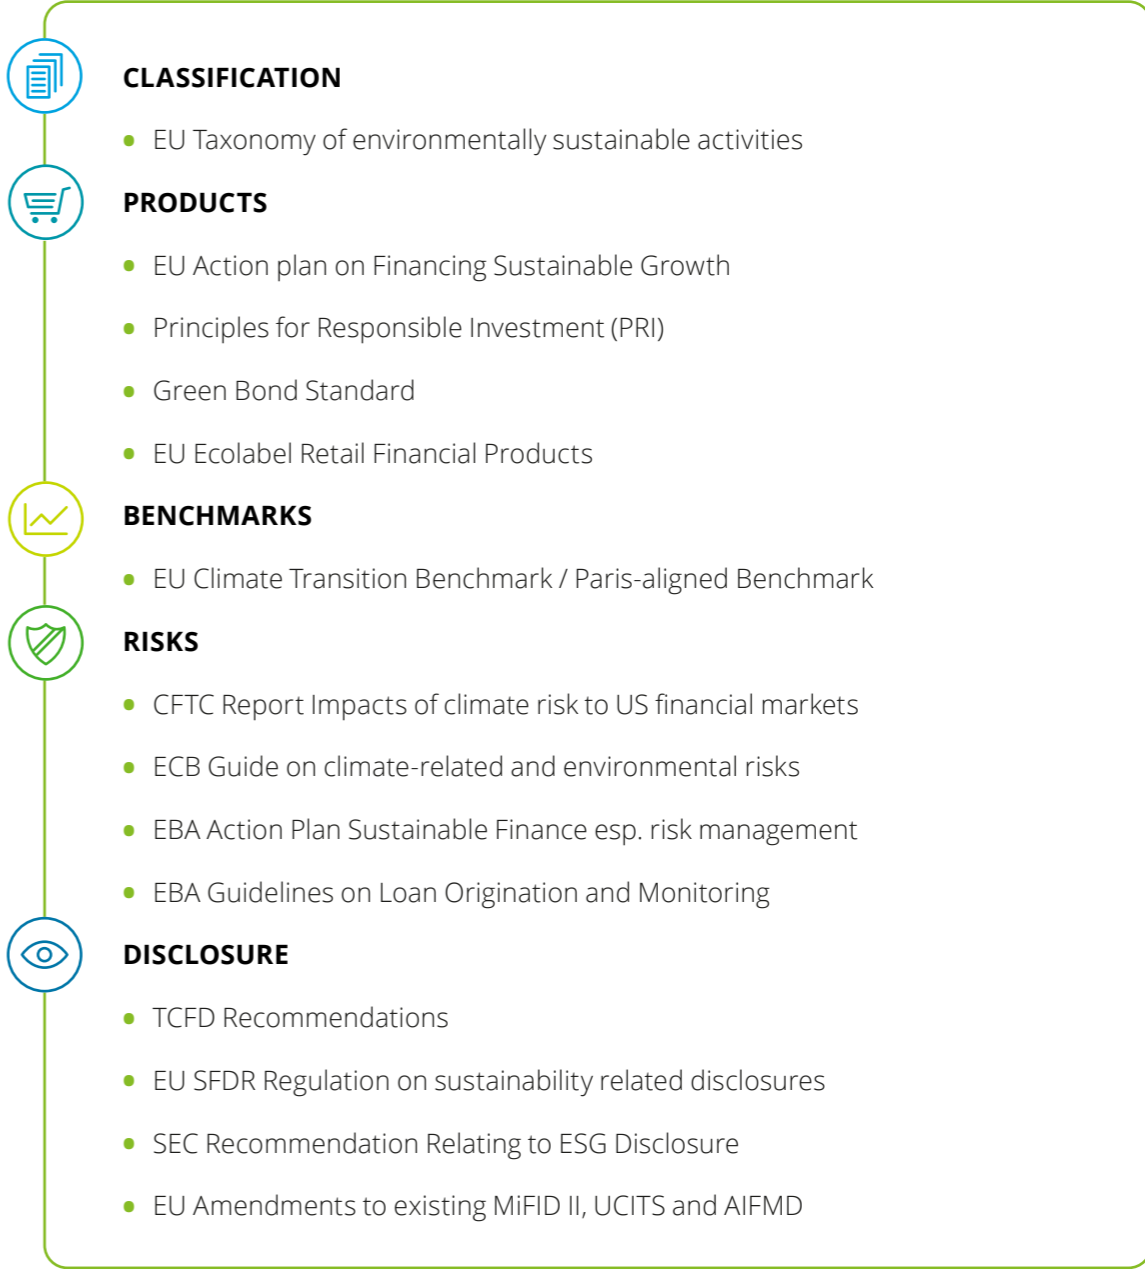 CLASSIFICATION
• EU Taxonomy of environmentally sustainable activities
PRODUCTS
• EU Action plan on Financing Sustainable Growth
• Principles for Responsible Investment (PRI)
• Green Bond Standard
• EU Ecolabel Retail Financial Products
BENCHMARKS
• EU Climate Transition Benchmark / Paris-aligned Benchmark
RISKS
• CFTC Report Impacts of climate risk to US financial markets
• ECB Guide on climate-related and environmental risks
• EBA Action Plan Sustainable Finance esp. risk management
• EBA Guidelines on Loan Origination and Monitoring
DISCLOSURE
• TCFD Recommendations
• EU SFDR Regulation on sustainability related disclosures
• SEC Recommendation Relating to ESG Disclosure
• EU Amendments to existing MiFID II, UCITS and AIFMD